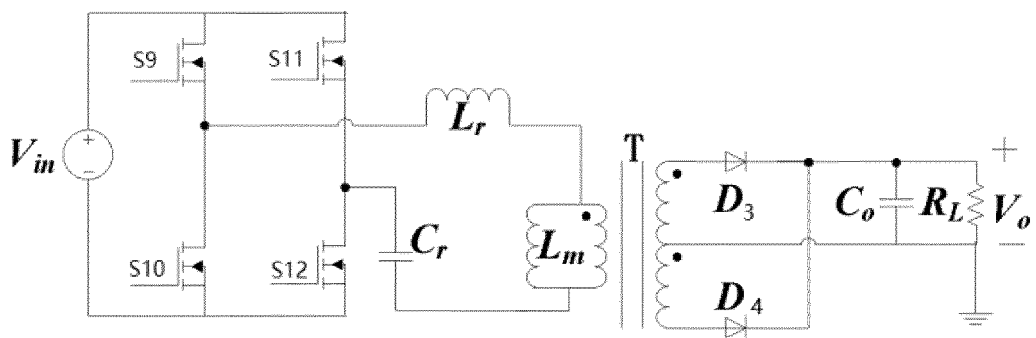 S9
S11
V_in
+
−
L_r
S10
S12
C_r
L_m
T
D_3
D_4
C_o
R_L
+
V_o
−